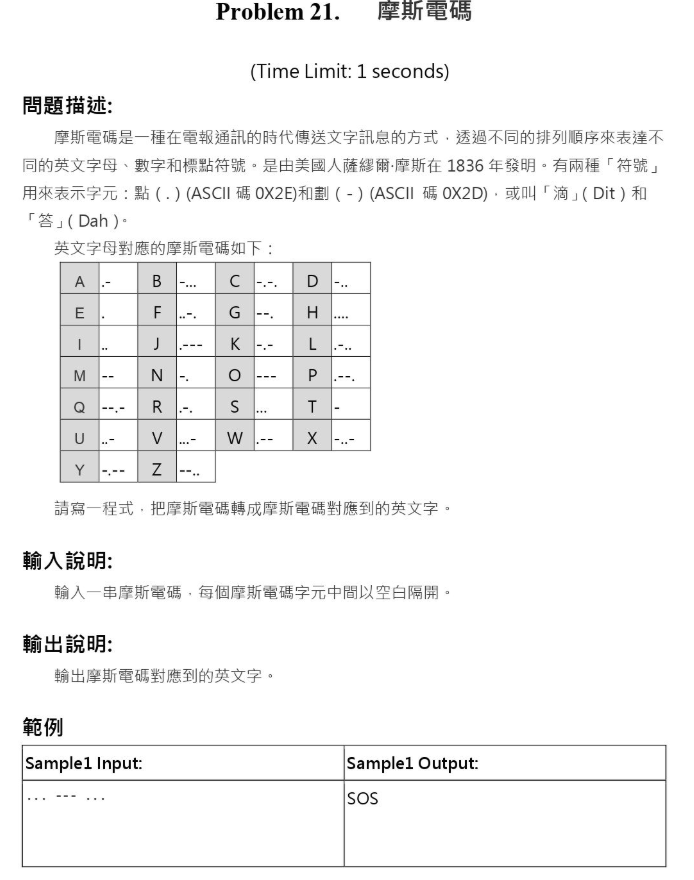 Problem 21. 摩斯電碼
(Time Limit: 1 seconds)
問題描述:
摩斯電碼是一種在電報通訊的時代傳送文字訊息的方式，透過不同的排列順序來表達不
同的英文字母、數字和標點符號。是由美國人薩繆爾·摩斯在 1836 年發明。有兩種「符號」
用來表示字元：點 ( . ) (ASCII 碼 0X2E)和劃 ( - ) (ASCII 碼 0X2D)，或叫「滴」( Dit ) 和
「答」( Dah )。
英文字母對應的摩斯電碼如下：
A .- B -... C -.-. D -..
E . F ..-. G --. H ....
I .. J .--- K -.- L .-..
M -- N -. O --- P .--.
Q --.- R .-. S ... T -
U ..- V ...- W .-- X -..-
Y -.-- Z --..
請寫一程式，把摩斯電碼轉成摩斯電碼對應到的英文字。
輸入說明:
輸入一串摩斯電碼，每個摩斯電碼字元中間以空白隔開。
輸出說明:
輸出摩斯電碼對應到的英文字。
範例
Sample1 Input: Sample1 Output:
... --- ... SOS